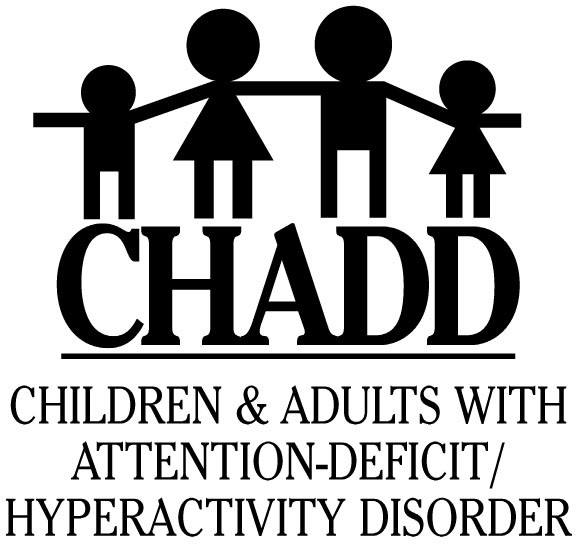 CHADD
CHILDREN & ADULTS WITH
ATTENTION-DEFICIT/
HYPERACTIVITY DISORDER